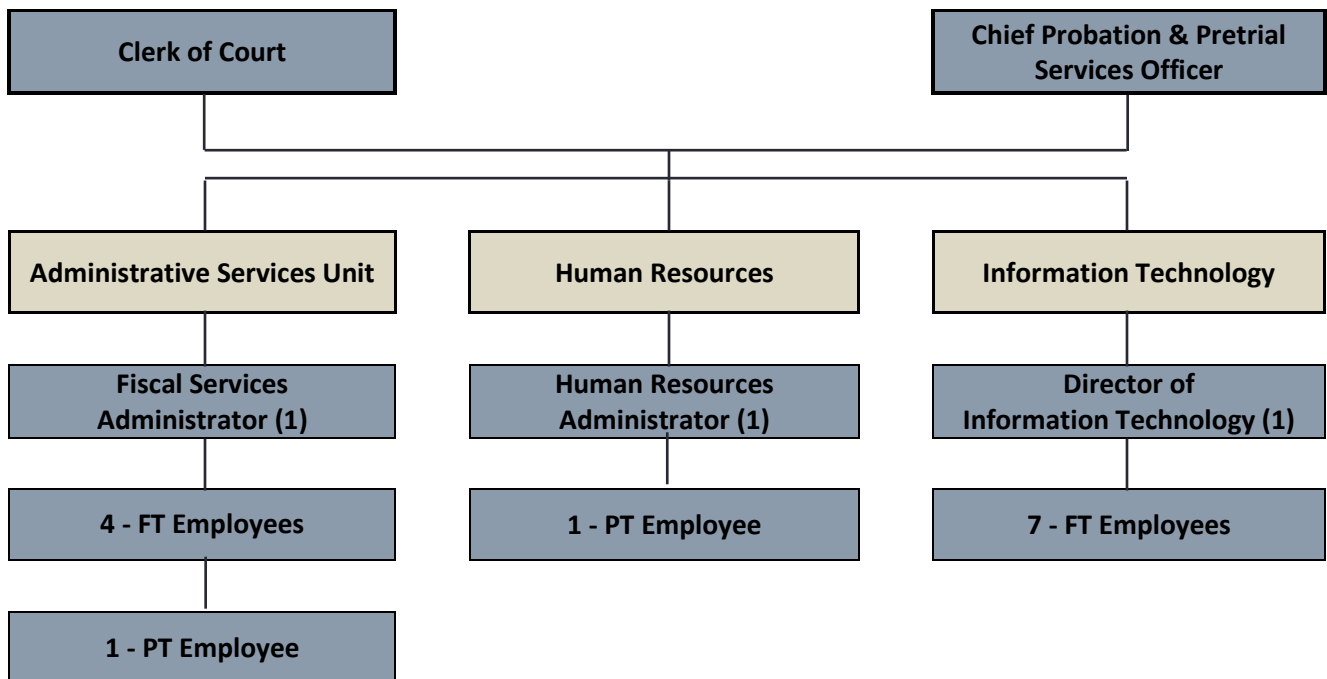 Clerk of Court
Chief Probation & Pretrial
Services Officer
Administrative Services Unit
Human Resources
Information Technology
Fiscal Services
Administrator (1)
Human Resources
Administrator (1)
Director of
Information Technology (1)
4 - FT Employees
1 - PT Employee
7 - FT Employees
1 - PT Employee